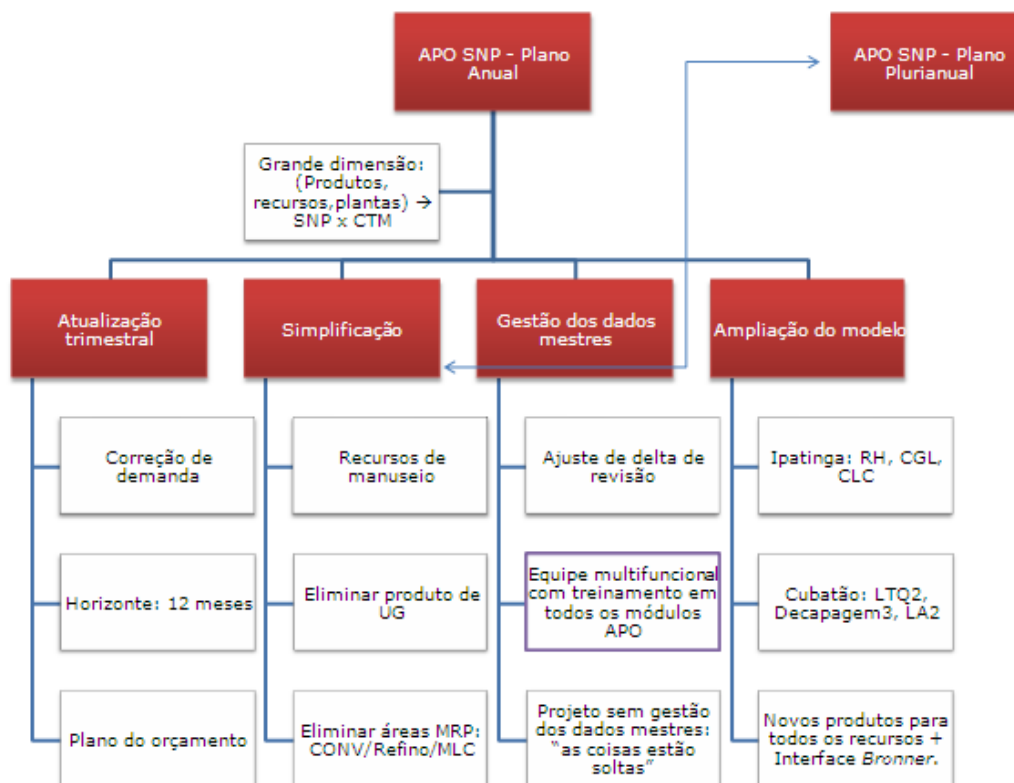 APO SNP - Plano
Anual
APO SNP - Plano
Plurianual
Grande dimensão:
(Produtos,
recursos,plantas) →
SNP x CTM
Atualização
trimestral
Simplificação
Gestão dos dados
mestres
Ampliação do modelo
Correção de
demanda
Recursos de
manuseio
Ajuste de delta de
revisão
Ipatinga: RH, CGL,
CLC
Horizonte: 12 meses
Eliminar produto de
UG
Equipe multifuncional
com treinamento em
todos os módulos
APO
Cubatão: LTQ2,
Decapagem3, LA2
Plano do orçamento
Eliminar áreas MRP:
CONV/Refino/MLC
Projeto sem gestão
dos dados mestres:
“as coisas estão
soltas”
Novos produtos para
todos os recursos +
Interface Bronner.